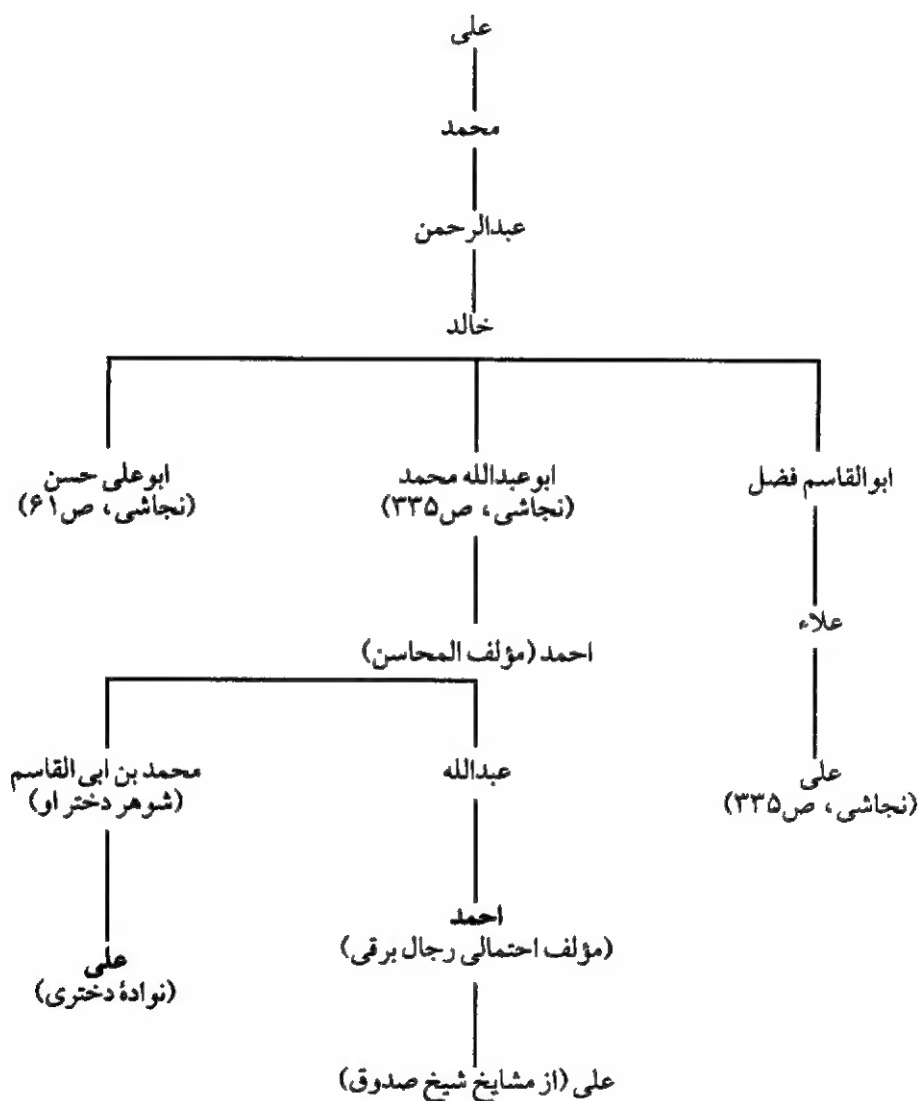 علی
محمد
عبدالرحمن
خالد
ابوالقاسم فضل
ابوعبدالله محمد
(نجاشی، ص۳۳۵)
ابوعلی حسن
(نجاشی، ص۶۱)
علاء
احمد (مؤلف المحاسن)
علی
(نجاشی، ص۳۳۵)
عبدالله
محمد بن ابی القاسم
(شوهر دختر او)
احمد
(مؤلف احتمالی رجال برقی)
علی
(نوادهٔ دختری)
علی (از مشایخ شیخ صدوق)